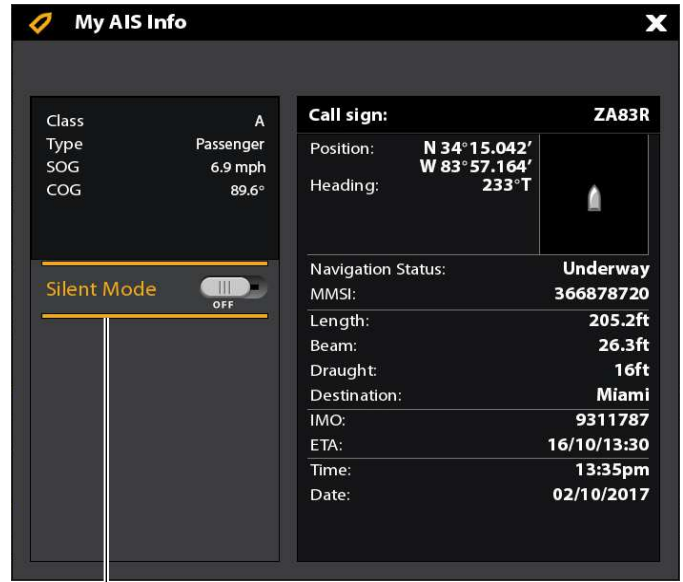 My AIS Info
X
Class A
Type Passenger
SOG 6.9 mph
COG 89.6°
Silent Mode
OFF
Call sign: ZA83R
Position: N 34°15.042′
W 83°57.164′
Heading: 233°T
Navigation Status: Underway
MMSI: 366878720
Length: 205.2ft
Beam: 26.3ft
Draught: 16ft
Destination: Miami
IMO: 9311787
ETA: 16/10/13:30
Time: 13:35pm
Date: 02/10/2017